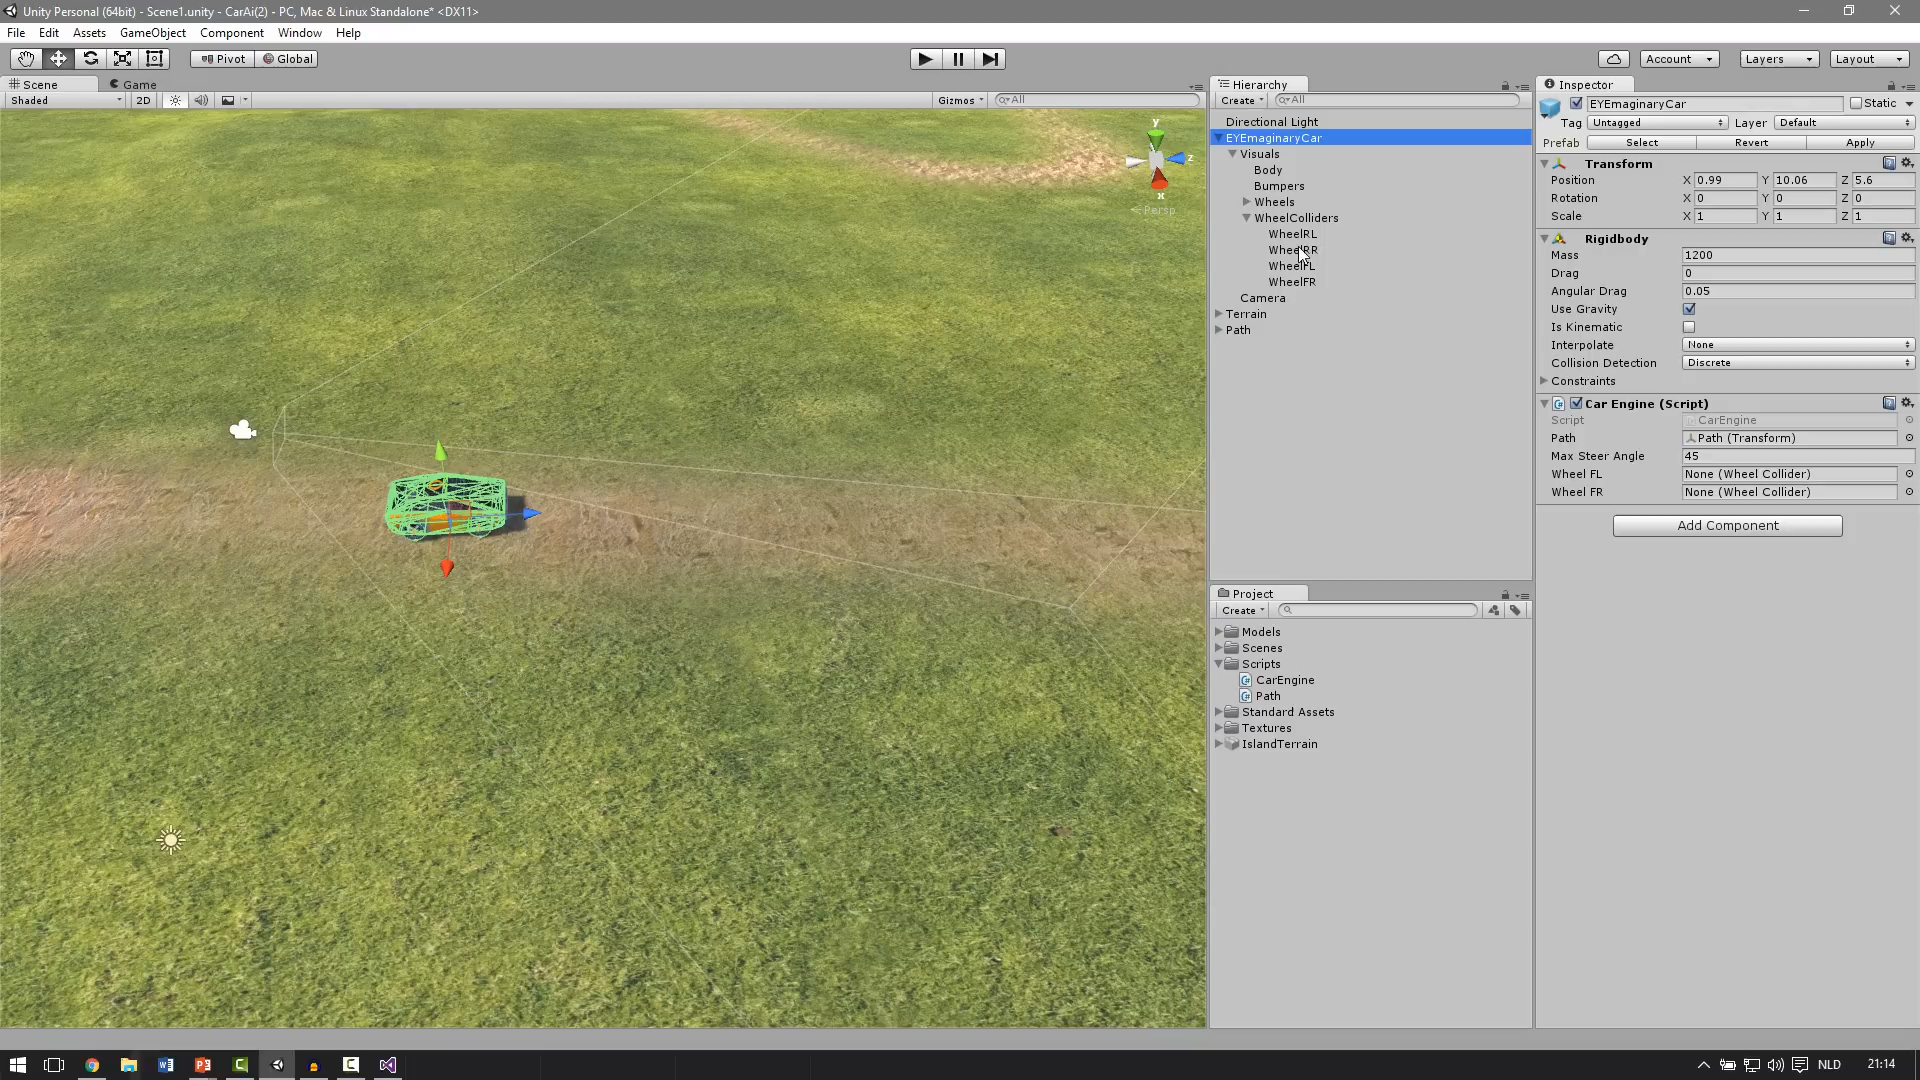 Unity Personal (64bit) - Scene1.unity - CarAi(2) - PC, Mac & Linux Standalone* <DX11>
File Edit Assets GameObject Component Window Help
Pivot Global Account Layers Layout
Scene Game
Shaded 2D Gizmos All
y
z
x
Persp
Hierarchy
Create All
Directional Light
EYEmaginaryCar
Visuals
Body
Bumpers
Wheels
WheelColliders
WheelRL
WheelRR
WheelFL
WheelFR
Camera
Terrain
Path
Project
Create
Models
Scenes
Scripts
CarEngine
Path
Standard Assets
Textures
IslandTerrain
Inspector
EYEmaginaryCar Static
Tag Untagged Layer Default
Prefab Select Revert Apply
Transform
Position X 0.99 Y 10.06 Z 5.6
Rotation X 0 Y 0 Z 0
Scale X 1 Y 1 Z 1
Rigidbody
Mass 1200
Drag 0
Angular Drag 0.05
Use Gravity
Is Kinematic
Interpolate None
Collision Detection Discrete
Constraints
Car Engine (Script)
Script CarEngine
Path Path (Transform)
Max Steer Angle 45
Wheel FL None (Wheel Collider)
Wheel FR None (Wheel Collider)
Add Component
NLD 21:14